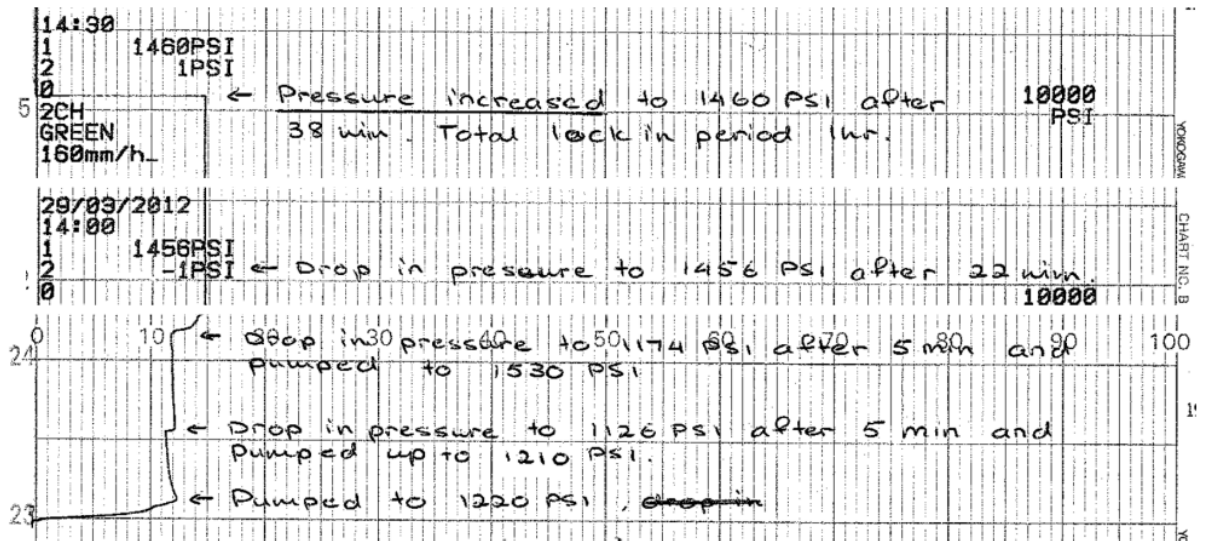 14:30
1 1460PSI
2 1PSI
0 10000
← Pressure increased to 1460 PSI after
5 2CH PSI
GREEN 38 min. Total lock in period 1hr.
160mm/h_
YOKOGAW
29/03/2012
14:00
1 1456PSI
2 -1PSI ← Drop in pressure to 1456 PSI after 22 min.
0 10000
CHART NO. B
0 10 20 30 40 50 60 70 80 90 100
← Drop in pressure to 1174 PSI after 5 min and
24 pumped to 1530 PSI
← Drop in pressure to 1126 PSI after 5 min and
Pumped up to 1210 PSI.
← Pumped to 1220 PSI . drop in
23